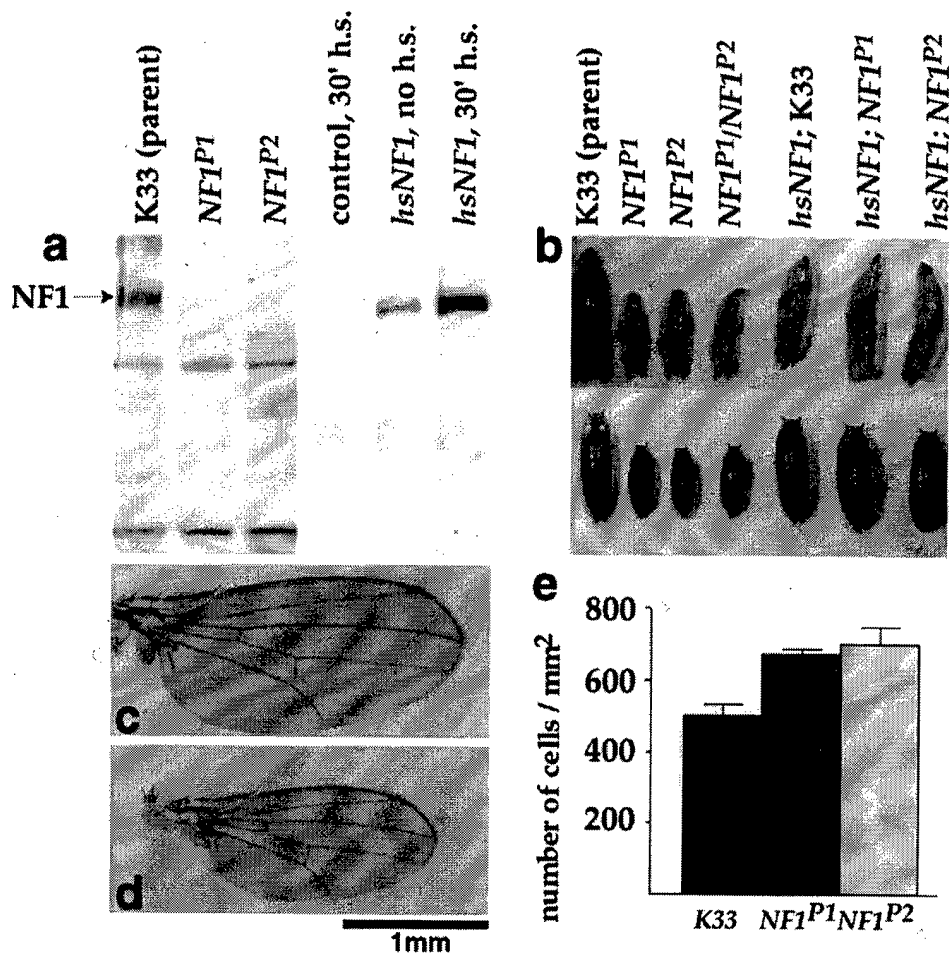 K33 (parent)
NF1P1
NF1P2
control, 30' h.s.
hsNF1, no h.s.
hsNF1, 30' h.s.
a
NF1
K33 (parent)
NF1P1
NF1P2
NF1P1/NF1P2
hsNF1; K33
hsNF1; NF1P1
hsNF1; NF1P2
b
c
d
1mm
e
number of cells / mm2
800
600
400
200
K33 NF1P1 NF1P2